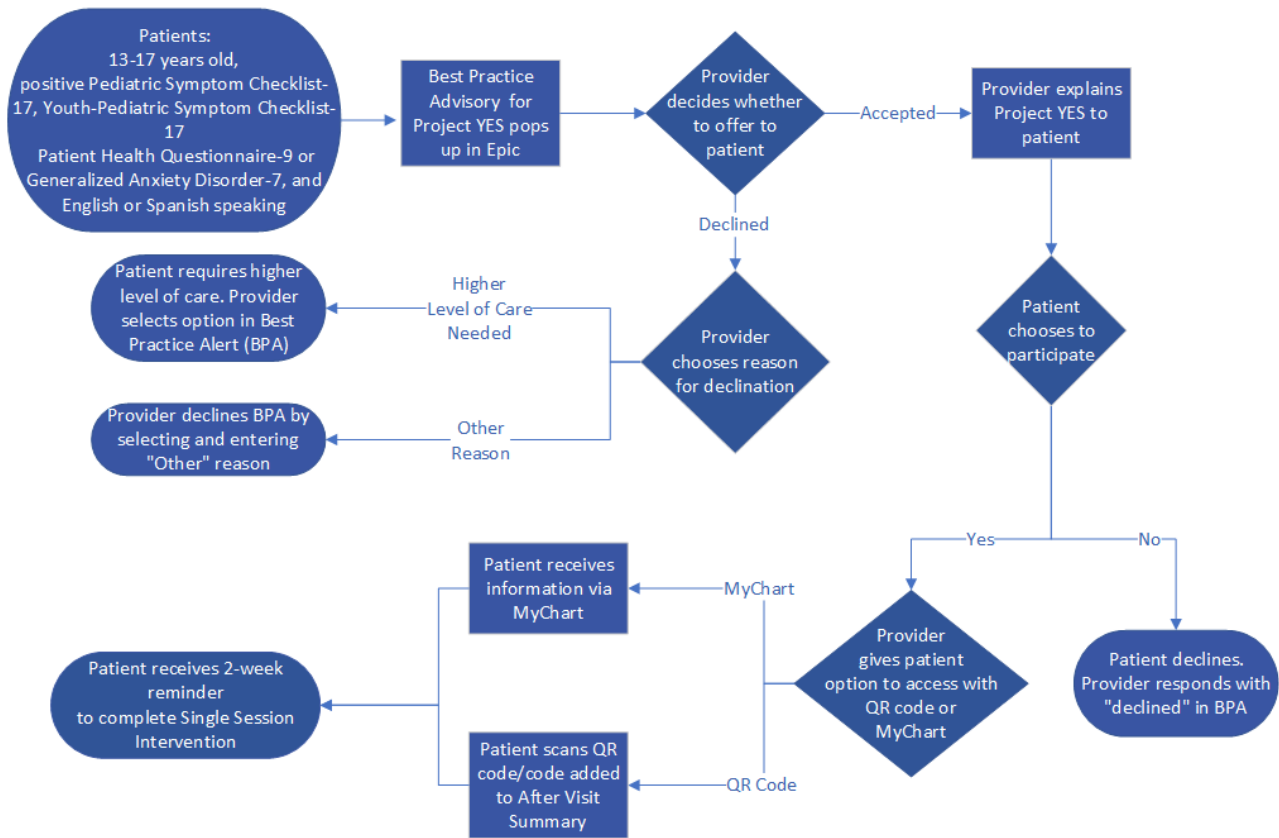 Patients:
13-17 years old,
positive Pediatric Symptom Checklist-
17, Youth-Pediatric Symptom Checklist-
17
Patient Health Questionnaire-9 or
Generalized Anxiety Disorder-7, and
English or Spanish speaking
Best Practice
Advisory for
Project YES pops
up in Epic
Provider
decides whether
to offer to
patient
Accepted
Provider explains
Project YES to
patient
Declined
Patient requires higher
level of care. Provider
selects option in Best
Practice Alert (BPA)
Higher
Level of Care
Needed
Provider
chooses reason
for declination
Patient
chooses to
participate
Provider declines BPA by
selecting and entering
"Other" reason
Other
Reason
Yes
No
Patient receives
information via
MyChart
MyChart
Provider
gives patient
option to access with
QR code or
MyChart
Patient declines.
Provider responds with
"declined" in BPA
Patient receives 2-week
reminder
to complete Single Session
Intervention
Patient scans QR
code/code added
to After Visit
Summary
QR Code